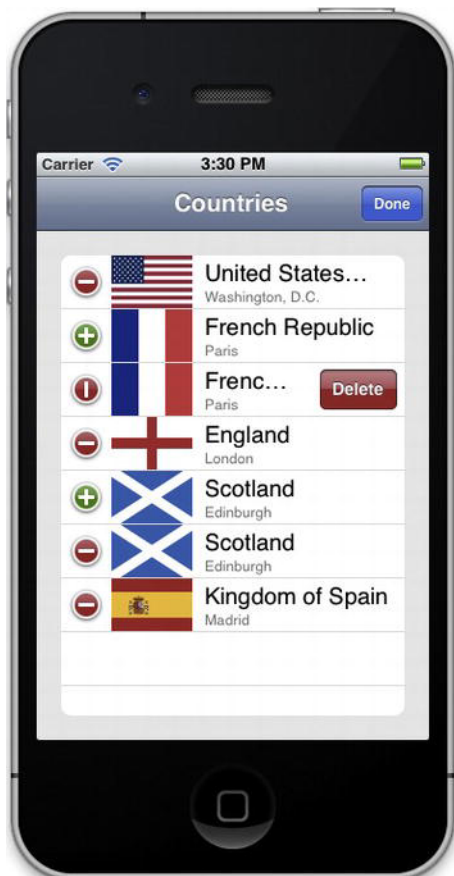 Carrier 3:30 PM
Countries Done
United States...
Washington, D.C.
French Republic
Paris
Frenc... Delete
Paris
England
London
Scotland
Edinburgh
Scotland
Edinburgh
Kingdom of Spain
Madrid